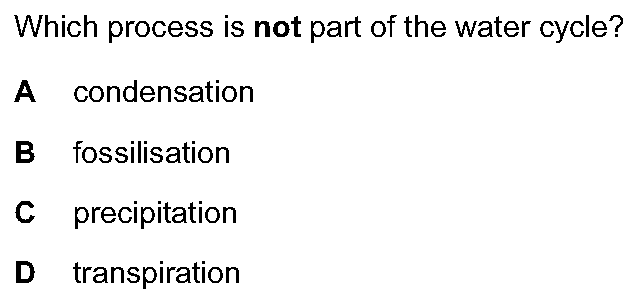 Which process is not part of the water cycle?
A condensation
B fossilisation
C precipitation
D transpiration